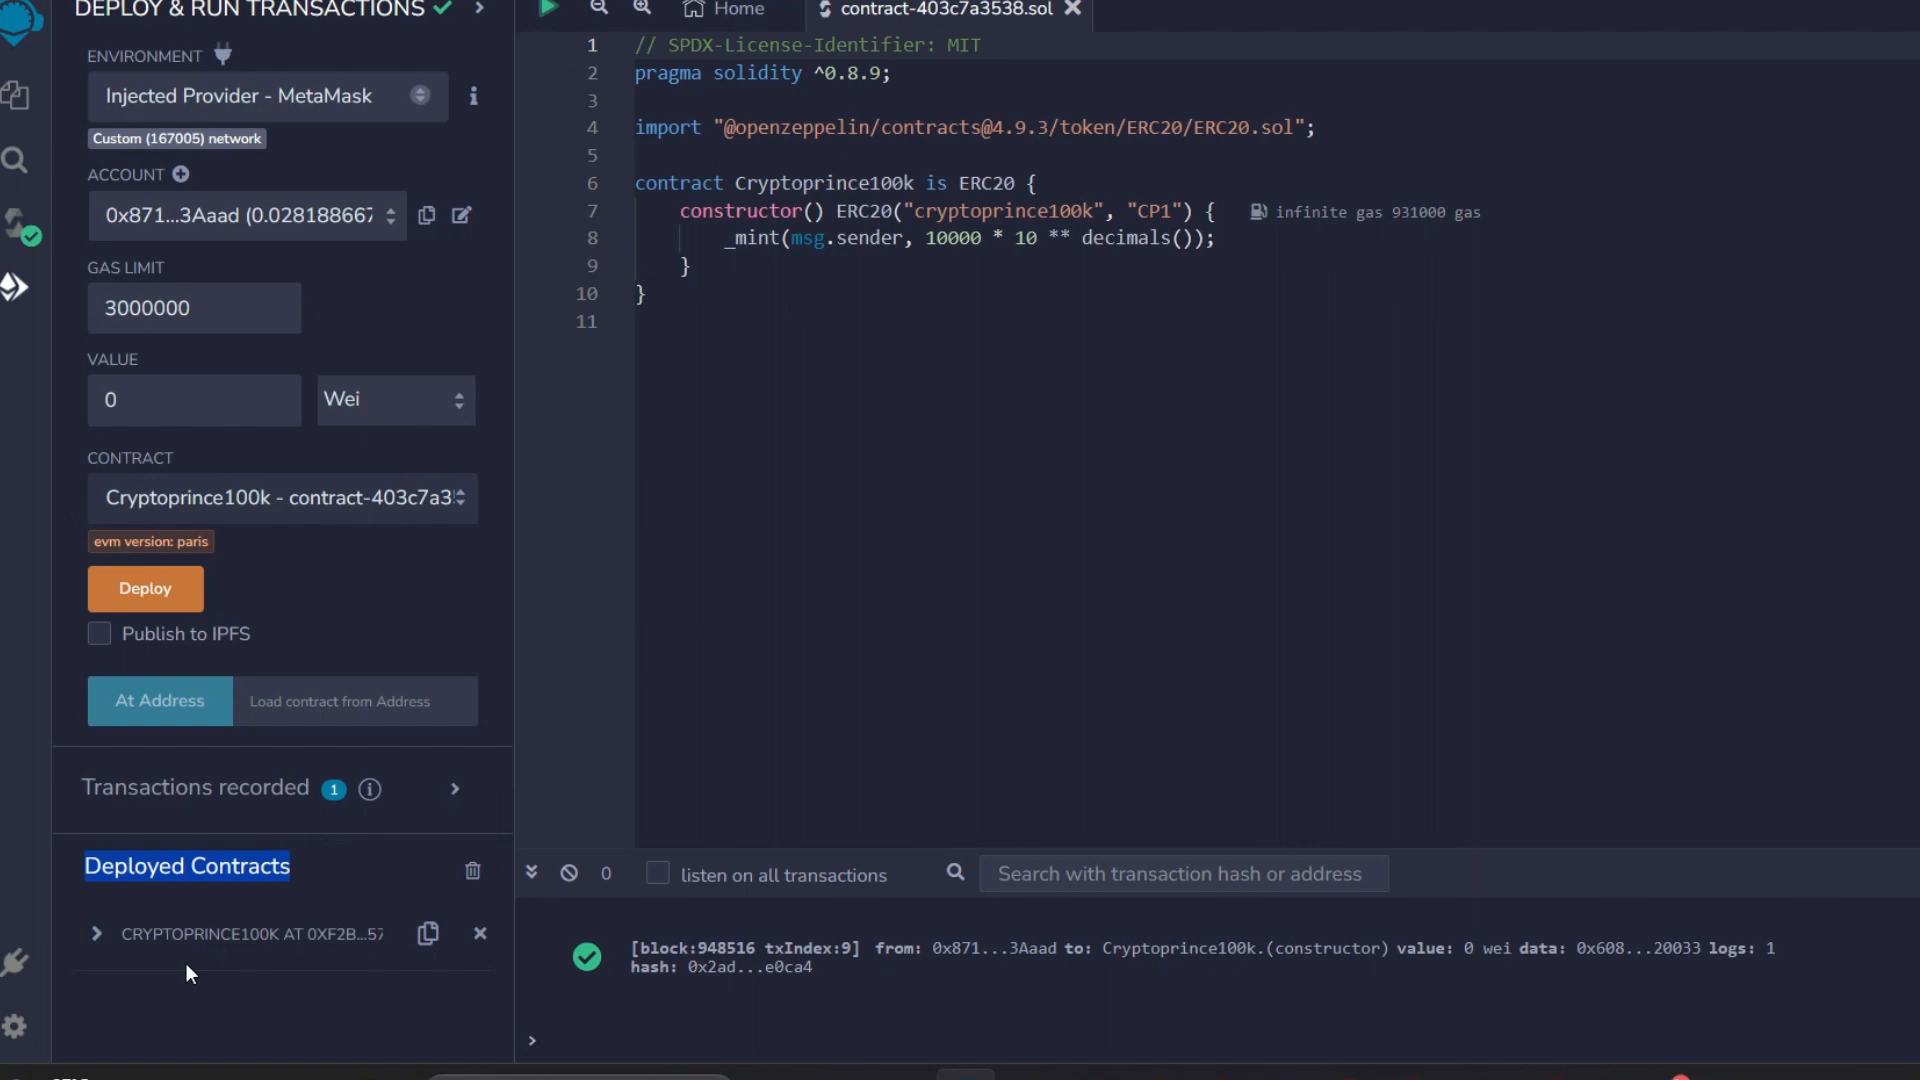 DEPLOY & RUN TRANSACTIONS
ENVIRONMENT
Injected Provider - MetaMask
Custom (167005) network
ACCOUNT
0x871...3Aaad (0.028188667
GAS LIMIT
3000000
VALUE
0
Wei
CONTRACT
Cryptoprince100k - contract-403c7a3
evm version: paris
Deploy
Publish to IPFS
At Address
Load contract from Address
Transactions recorded 1
Deployed Contracts
CRYPTOPRINCE100K AT 0XF2B...57
Home
contract-403c7a3538.sol
1 // SPDX-License-Identifier: MIT
2 pragma solidity ^0.8.9;
3
4 import "@openzeppelin/contracts@4.9.3/token/ERC20/ERC20.sol";
5
6 contract Cryptoprince100k is ERC20 {
7 constructor() ERC20("cryptoprince100k", "CP1") { infinite gas 931000 gas
8 _mint(msg.sender, 10000 * 10 ** decimals());
9 }
10 }
11
0
listen on all transactions
Search with transaction hash or address
[block:948516 txIndex:9] from: 0x871...3Aaad to: Cryptoprince100k.(constructor) value: 0 wei data: 0x608...20033 logs: 1
hash: 0x2ad...e0ca4
>